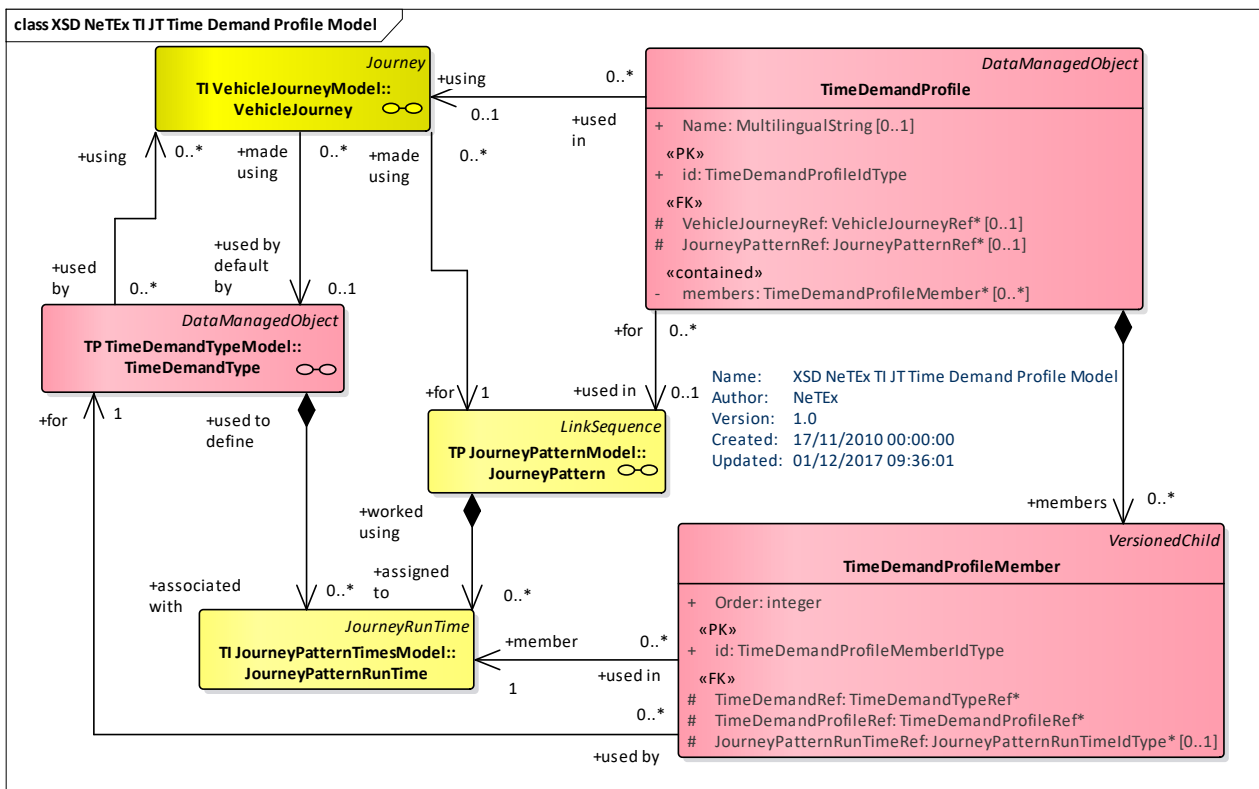 class XSD NeTEx TI JT Time Demand Profile Model
Journey
TI VehicleJourneyModel::
VehicleJourney
+using
0..*
0..1
+used
in
DataManagedObject
TimeDemandProfile
+ Name: MultilingualString [0..1]
«PK»
+ id: TimeDemandProfileIdType
«FK»
# VehicleJourneyRef: VehicleJourneyRef* [0..1]
# JourneyPatternRef: JourneyPatternRef* [0..1]
«contained»
- members: TimeDemandProfileMember* [0..*]
+using
0..*
+made
using
0..*
+made
using
0..*
+used
by
0..*
+used by
default
by
0..1
DataManagedObject
TP TimeDemandTypeModel::
TimeDemandType
+for
0..*
+for
1
+used in
0..1
Name: XSD NeTEx TI JT Time Demand Profile Model
Author: NeTEx
Version: 1.0
Created: 17/11/2010 00:00:00
Updated: 01/12/2017 09:36:01
+for
1
+used to
define
LinkSequence
TP JourneyPatternModel::
JourneyPattern
+worked
using
+members
0..*
+associated
with
0..*
+assigned
to
0..*
JourneyRunTime
TI JourneyPatternTimesModel::
JourneyPatternRunTime
+member
0..*
1
+used in
0..*
+used by
VersionedChild
TimeDemandProfileMember
+ Order: integer
«PK»
+ id: TimeDemandProfileMemberIdType
«FK»
# TimeDemandRef: TimeDemandTypeRef*
# TimeDemandProfileRef: TimeDemandProfileRef*
# JourneyPatternRunTimeRef: JourneyPatternRunTimeIdType* [0..1]